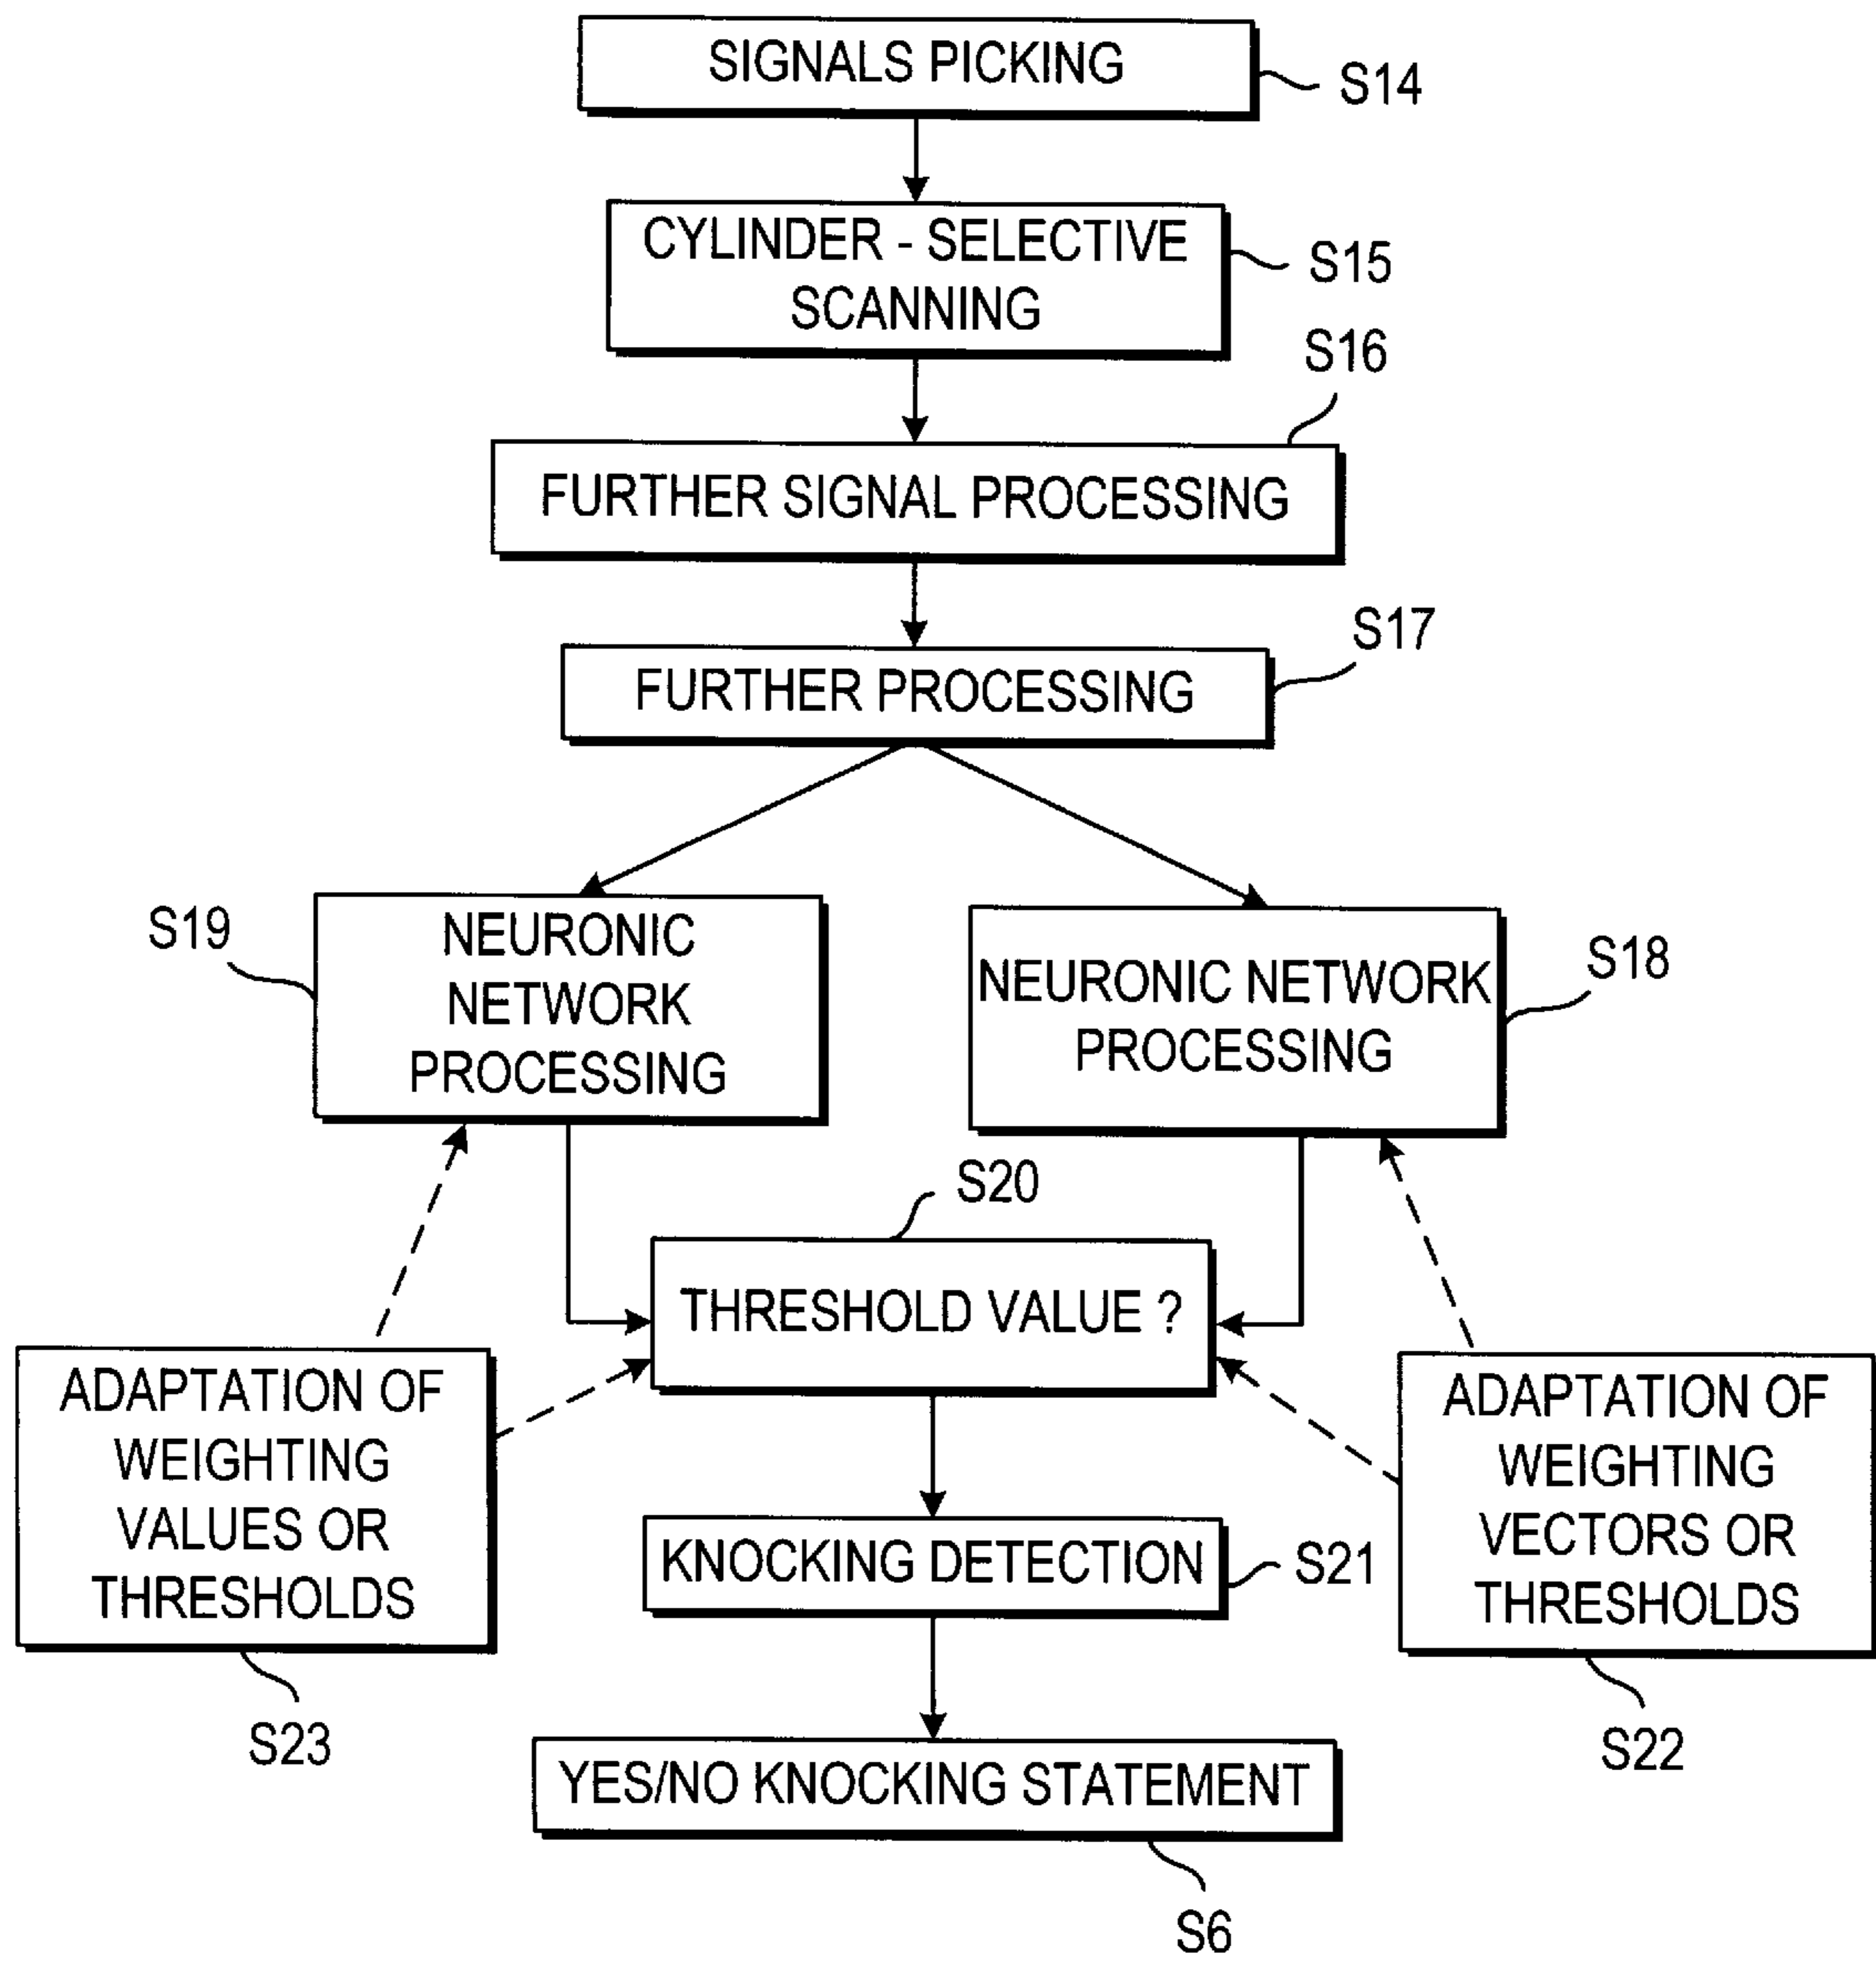 SIGNALS PICKING
S14
CYLINDER - SELECTIVE
SCANNING
S15
S16
FURTHER SIGNAL PROCESSING
S17
FURTHER PROCESSING
S19
NEURONIC
NETWORK
PROCESSING
NEURONIC NETWORK
PROCESSING
S18
S20
THRESHOLD VALUE ?
ADAPTATION OF
WEIGHTING
VALUES OR
THRESHOLDS
S23
ADAPTATION OF
WEIGHTING
VECTORS OR
THRESHOLDS
S22
KNOCKING DETECTION
S21
YES/NO KNOCKING STATEMENT
S6